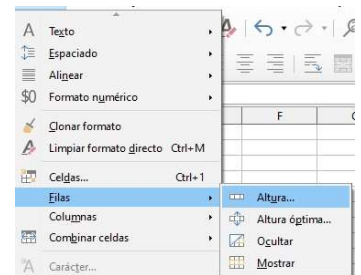 Texto
Espaciado
Alinear
$0 Formato numérico
Clonar formato
Limpiar formato directo Ctrl+M
Celdas... Ctrl+1
Filas
Columnas
Combinar celdas
Carácter...
F
Altura...
Altura óptima...
Ocultar
Mostrar